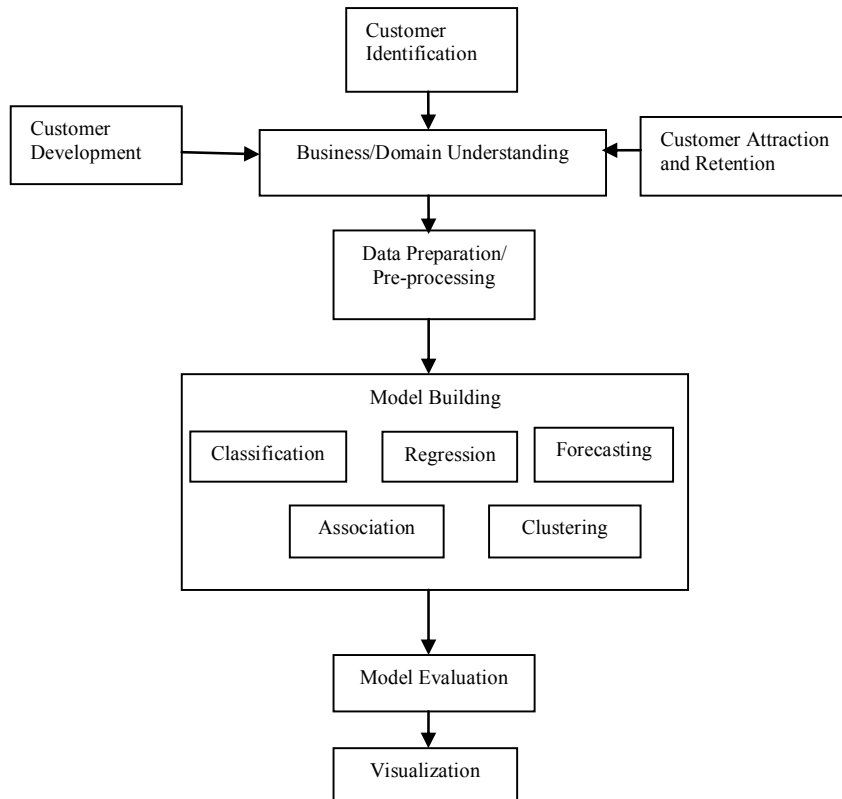 Customer
Identification
Customer
Development
Business/Domain Understanding
Customer Attraction
and Retention
Data Preparation/
Pre-processing
Model Building
Classification
Regression
Forecasting
Association
Clustering
Model Evaluation
Visualization